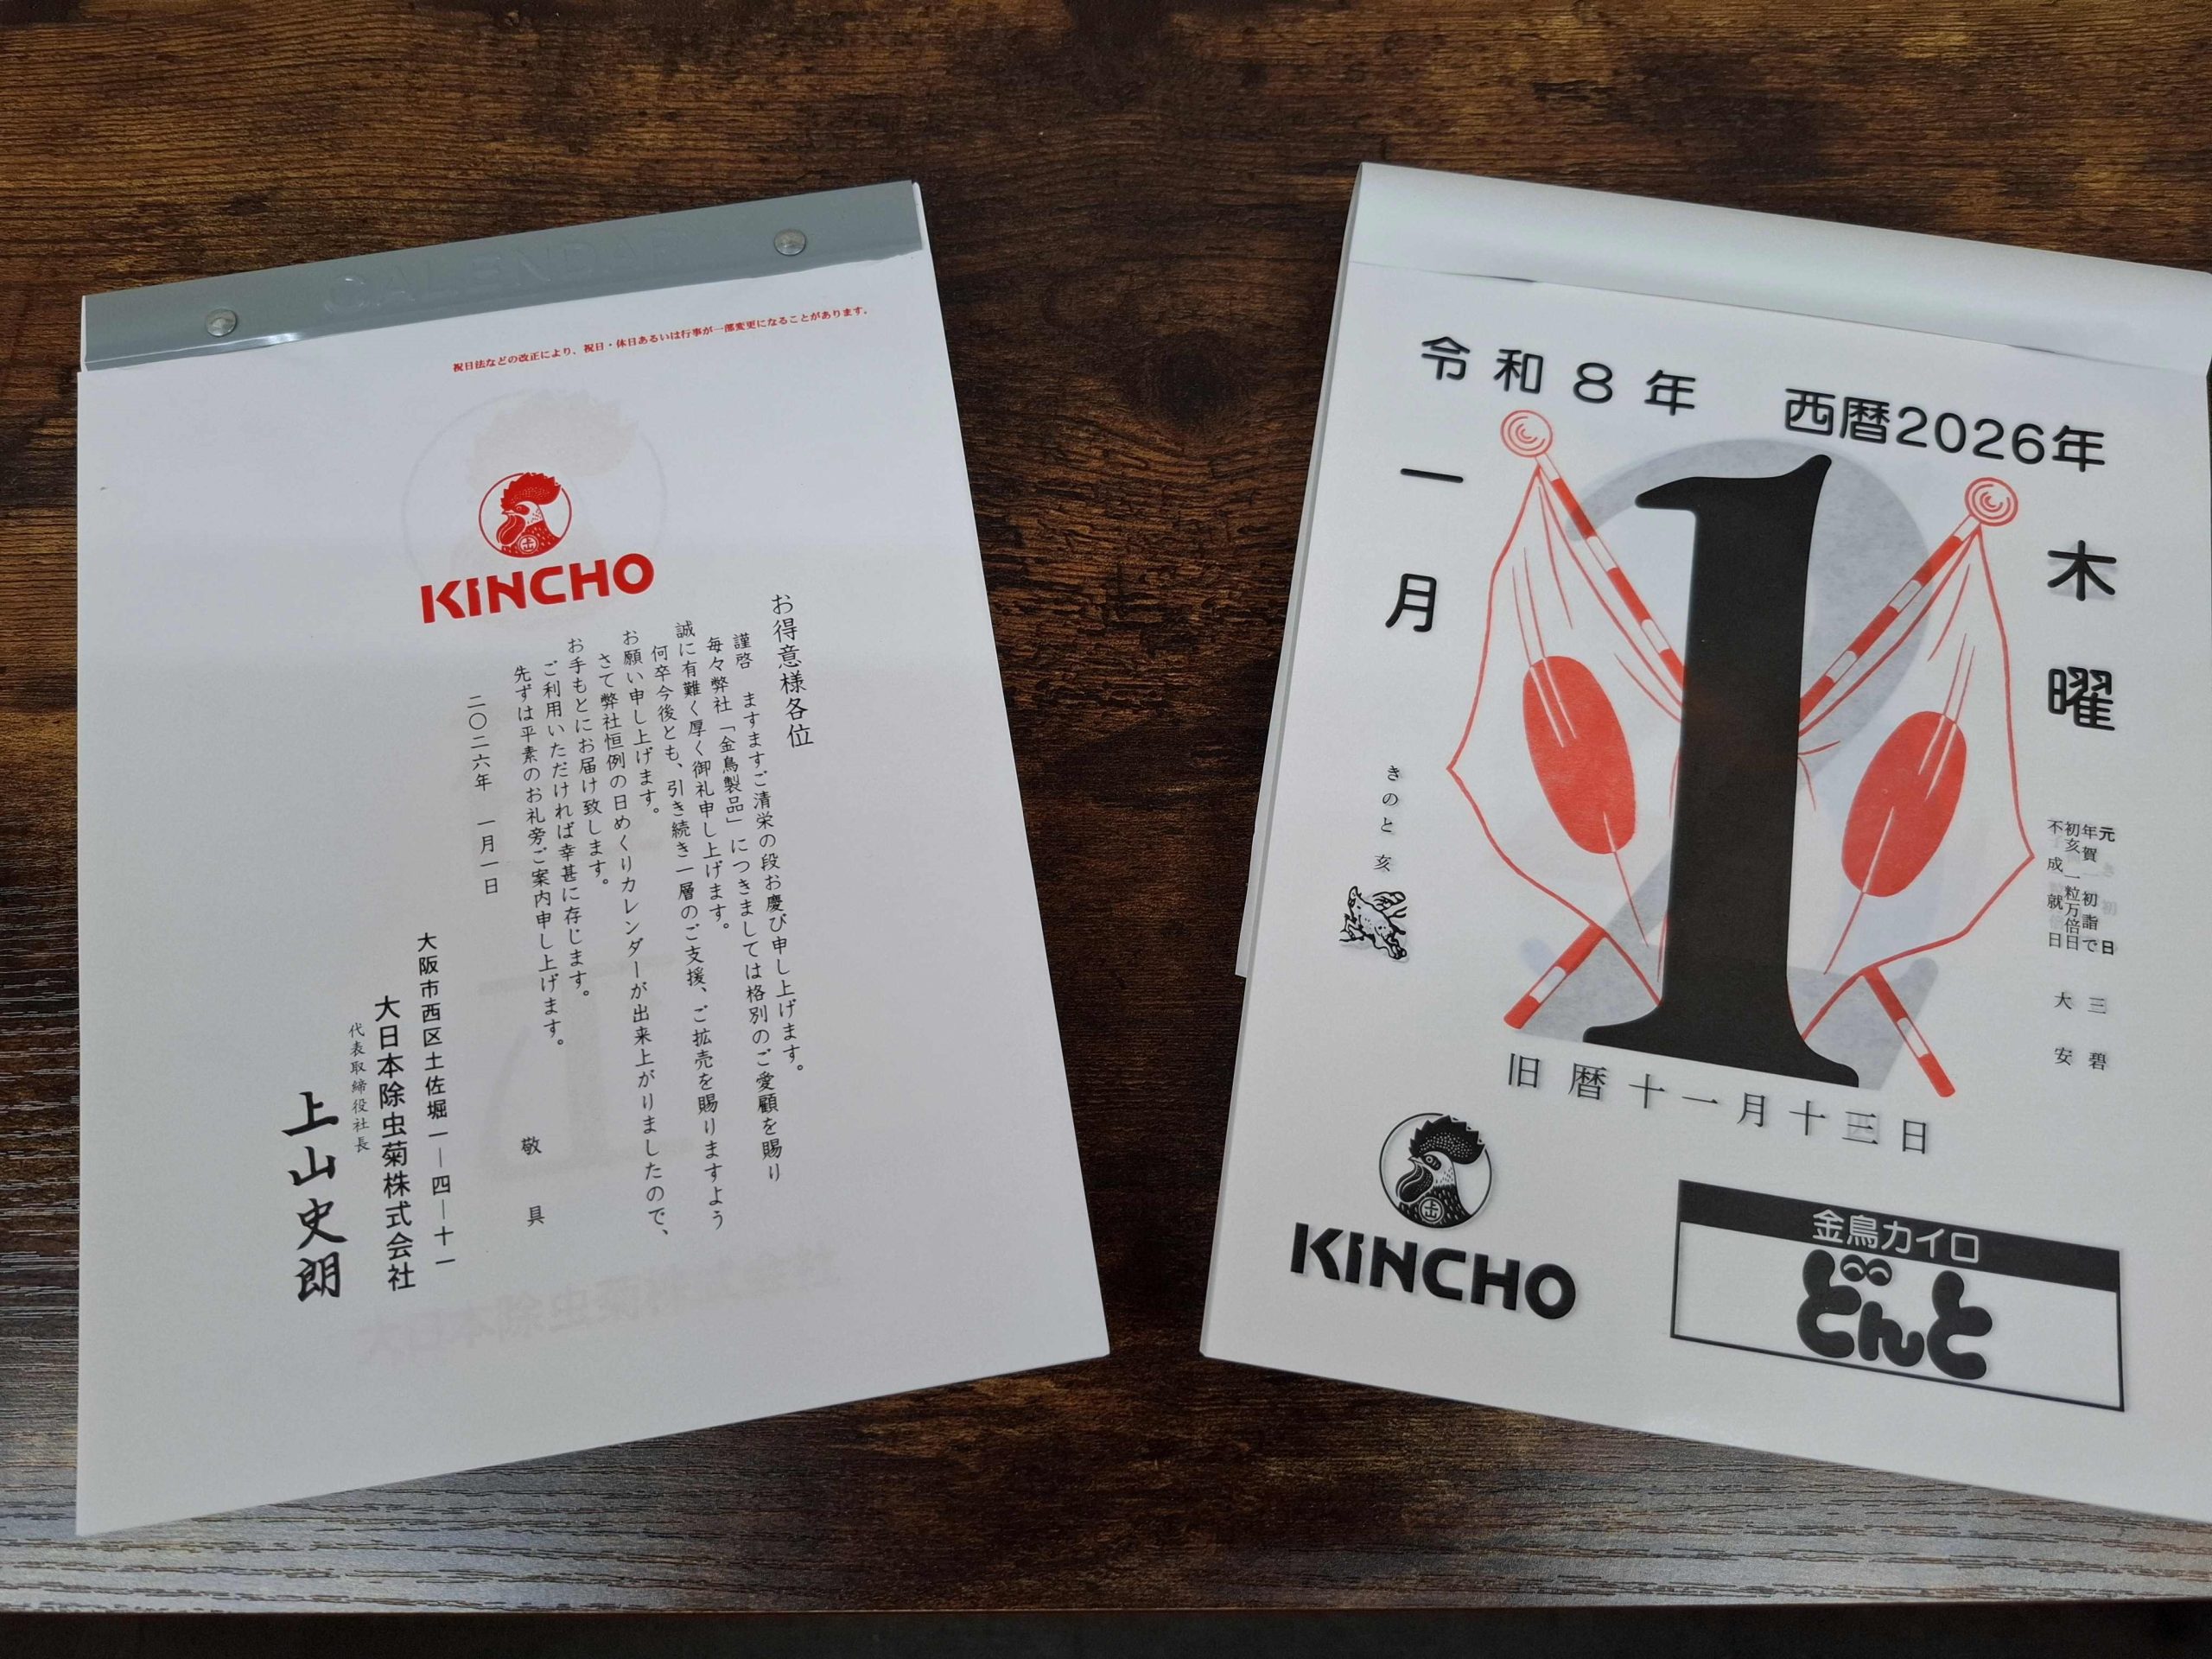 CALENDAR
祝日法などの改正により、祝日・休日あるいは行事が一部変更になることがあります。
KINCHO
お得意様各位
謹啓　ますますご清栄の段お慶び申し上げます。
毎々弊社「金鳥製品」につきましては格別のご愛顧を賜り
誠に有難く厚く御礼申し上げます。
何卒今後とも、引き続き一層のご支援、ご拡売を賜りますよう
お願い申し上げます。
さて弊社恒例の日めくりカレンダーが出来上がりましたので、
お手もとにお届け致します。
ご利用いただければ幸甚に存じます。
先ずは平素のお礼旁ご案内申し上げます。
敬具
二〇二六年　一月一日
大阪市西区土佐堀一―四―十一
大日本除虫菊株式会社
代表取締役社長
上山史朗
令和8年　西暦2026年
一月
1
木曜
元日　三碧
年賀　初詣で
初亥　一粒万倍日　大安
不成就日
きのと亥
旧暦十一月十三日
KINCHO
金鳥カイロ
どんと